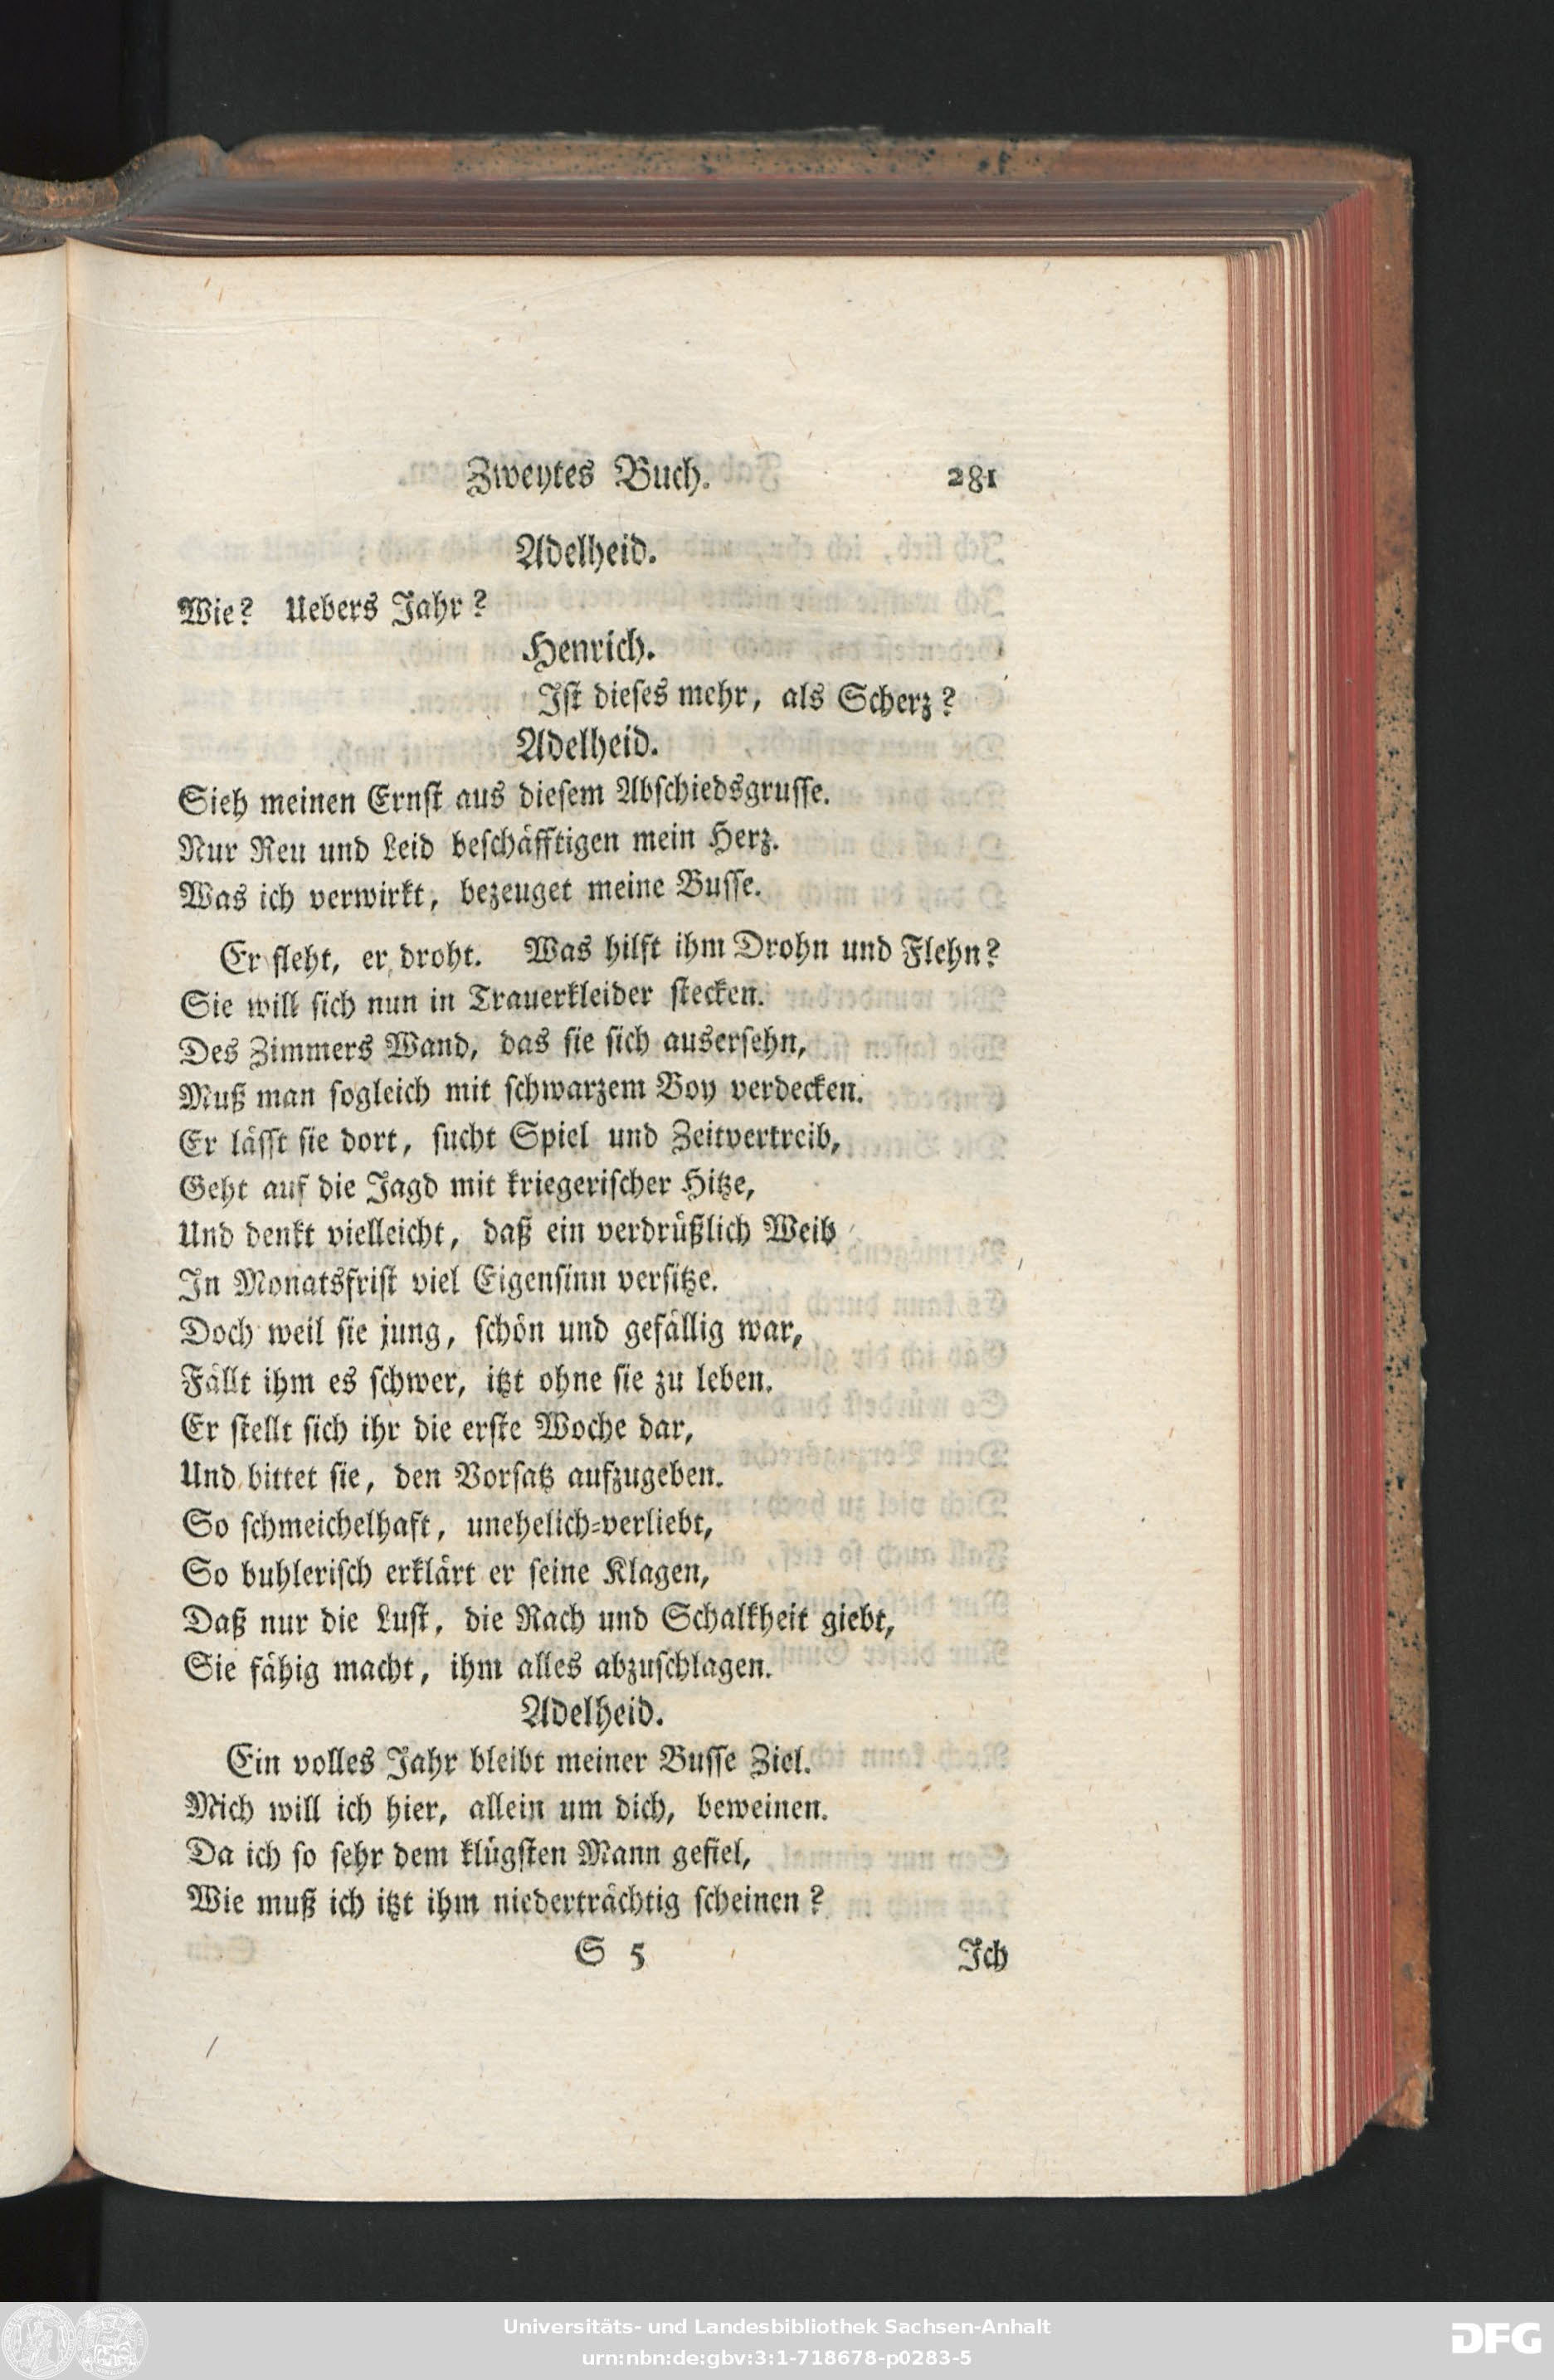 Zweytes Buch. 281
Adelheid.
Wie? Uebers Jahr?
Henrich.
Iſt dieſes mehr, als Scherz?
Adelheid.
Sieh meinen Ernſt aus dieſem Abſchiedsgruſſe.
Nur Reu und Leid beſchäfftigen mein Herz.
Was ich verwirkt, bezeuget meine Buſſe.
Er fleht, er droht. Was hilft ihm Drohn und Flehn?
Sie will ſich nun in Trauerkleider ſtecken.
Des Zimmers Wand, das ſie ſich auserſehn,
Muß man ſogleich mit ſchwarzem Boy verdecken.
Er läſſt ſie dort, ſucht Spiel und Zeitvertreib,
Geht auf die Jagd mit kriegeriſcher Hitze,
Und denkt vielleicht, daß ein verdrüßlich Weib
In Monatsfriſt viel Eigenſinn verſitze.
Doch weil ſie jung, ſchön und gefällig war,
Fällt ihm es ſchwer, itzt ohne ſie zu leben.
Er ſtellt ſich ihr die erſte Woche dar,
Und bittet ſie, den Vorſatz aufzugeben.
So ſchmeichelhaft, unehelich-verliebt,
So buhleriſch erklärt er ſeine Klagen,
Daß nur die Luſt, die Rach und Schalkheit giebt,
Sie fähig macht, ihm alles abzuſchlagen.
Adelheid.
Ein volles Jahr bleibt meiner Buſſe Ziel.
Mich will ich hier, allein um dich, beweinen.
Da ich ſo ſehr dem klügſten Mann gefiel,
Wie muß ich itzt ihm niederträchtig ſcheinen?
S 5 Ich
Universitäts- und Landesbibliothek Sachsen-Anhalt
urn:nbn:de:gbv:3:1-718678-p0283-5
DFG